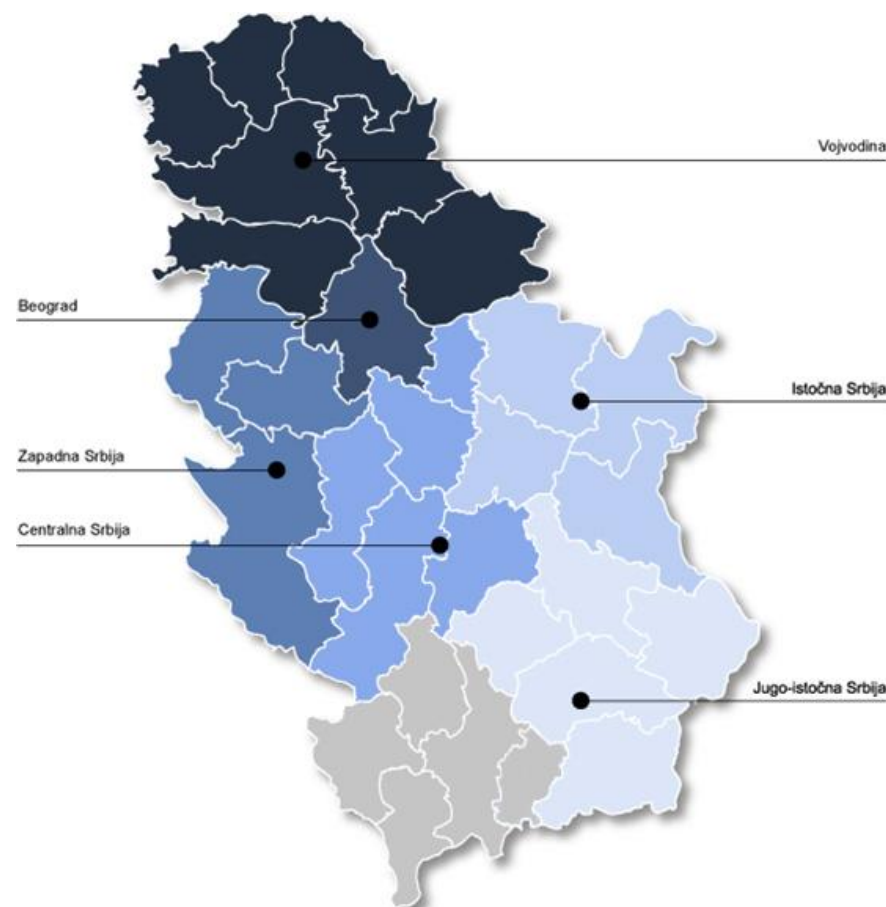 Vojvodina
Beograd
Istočna Srbija
Zapadna Srbija
Centralna Srbija
Jugo-istočna Srbija